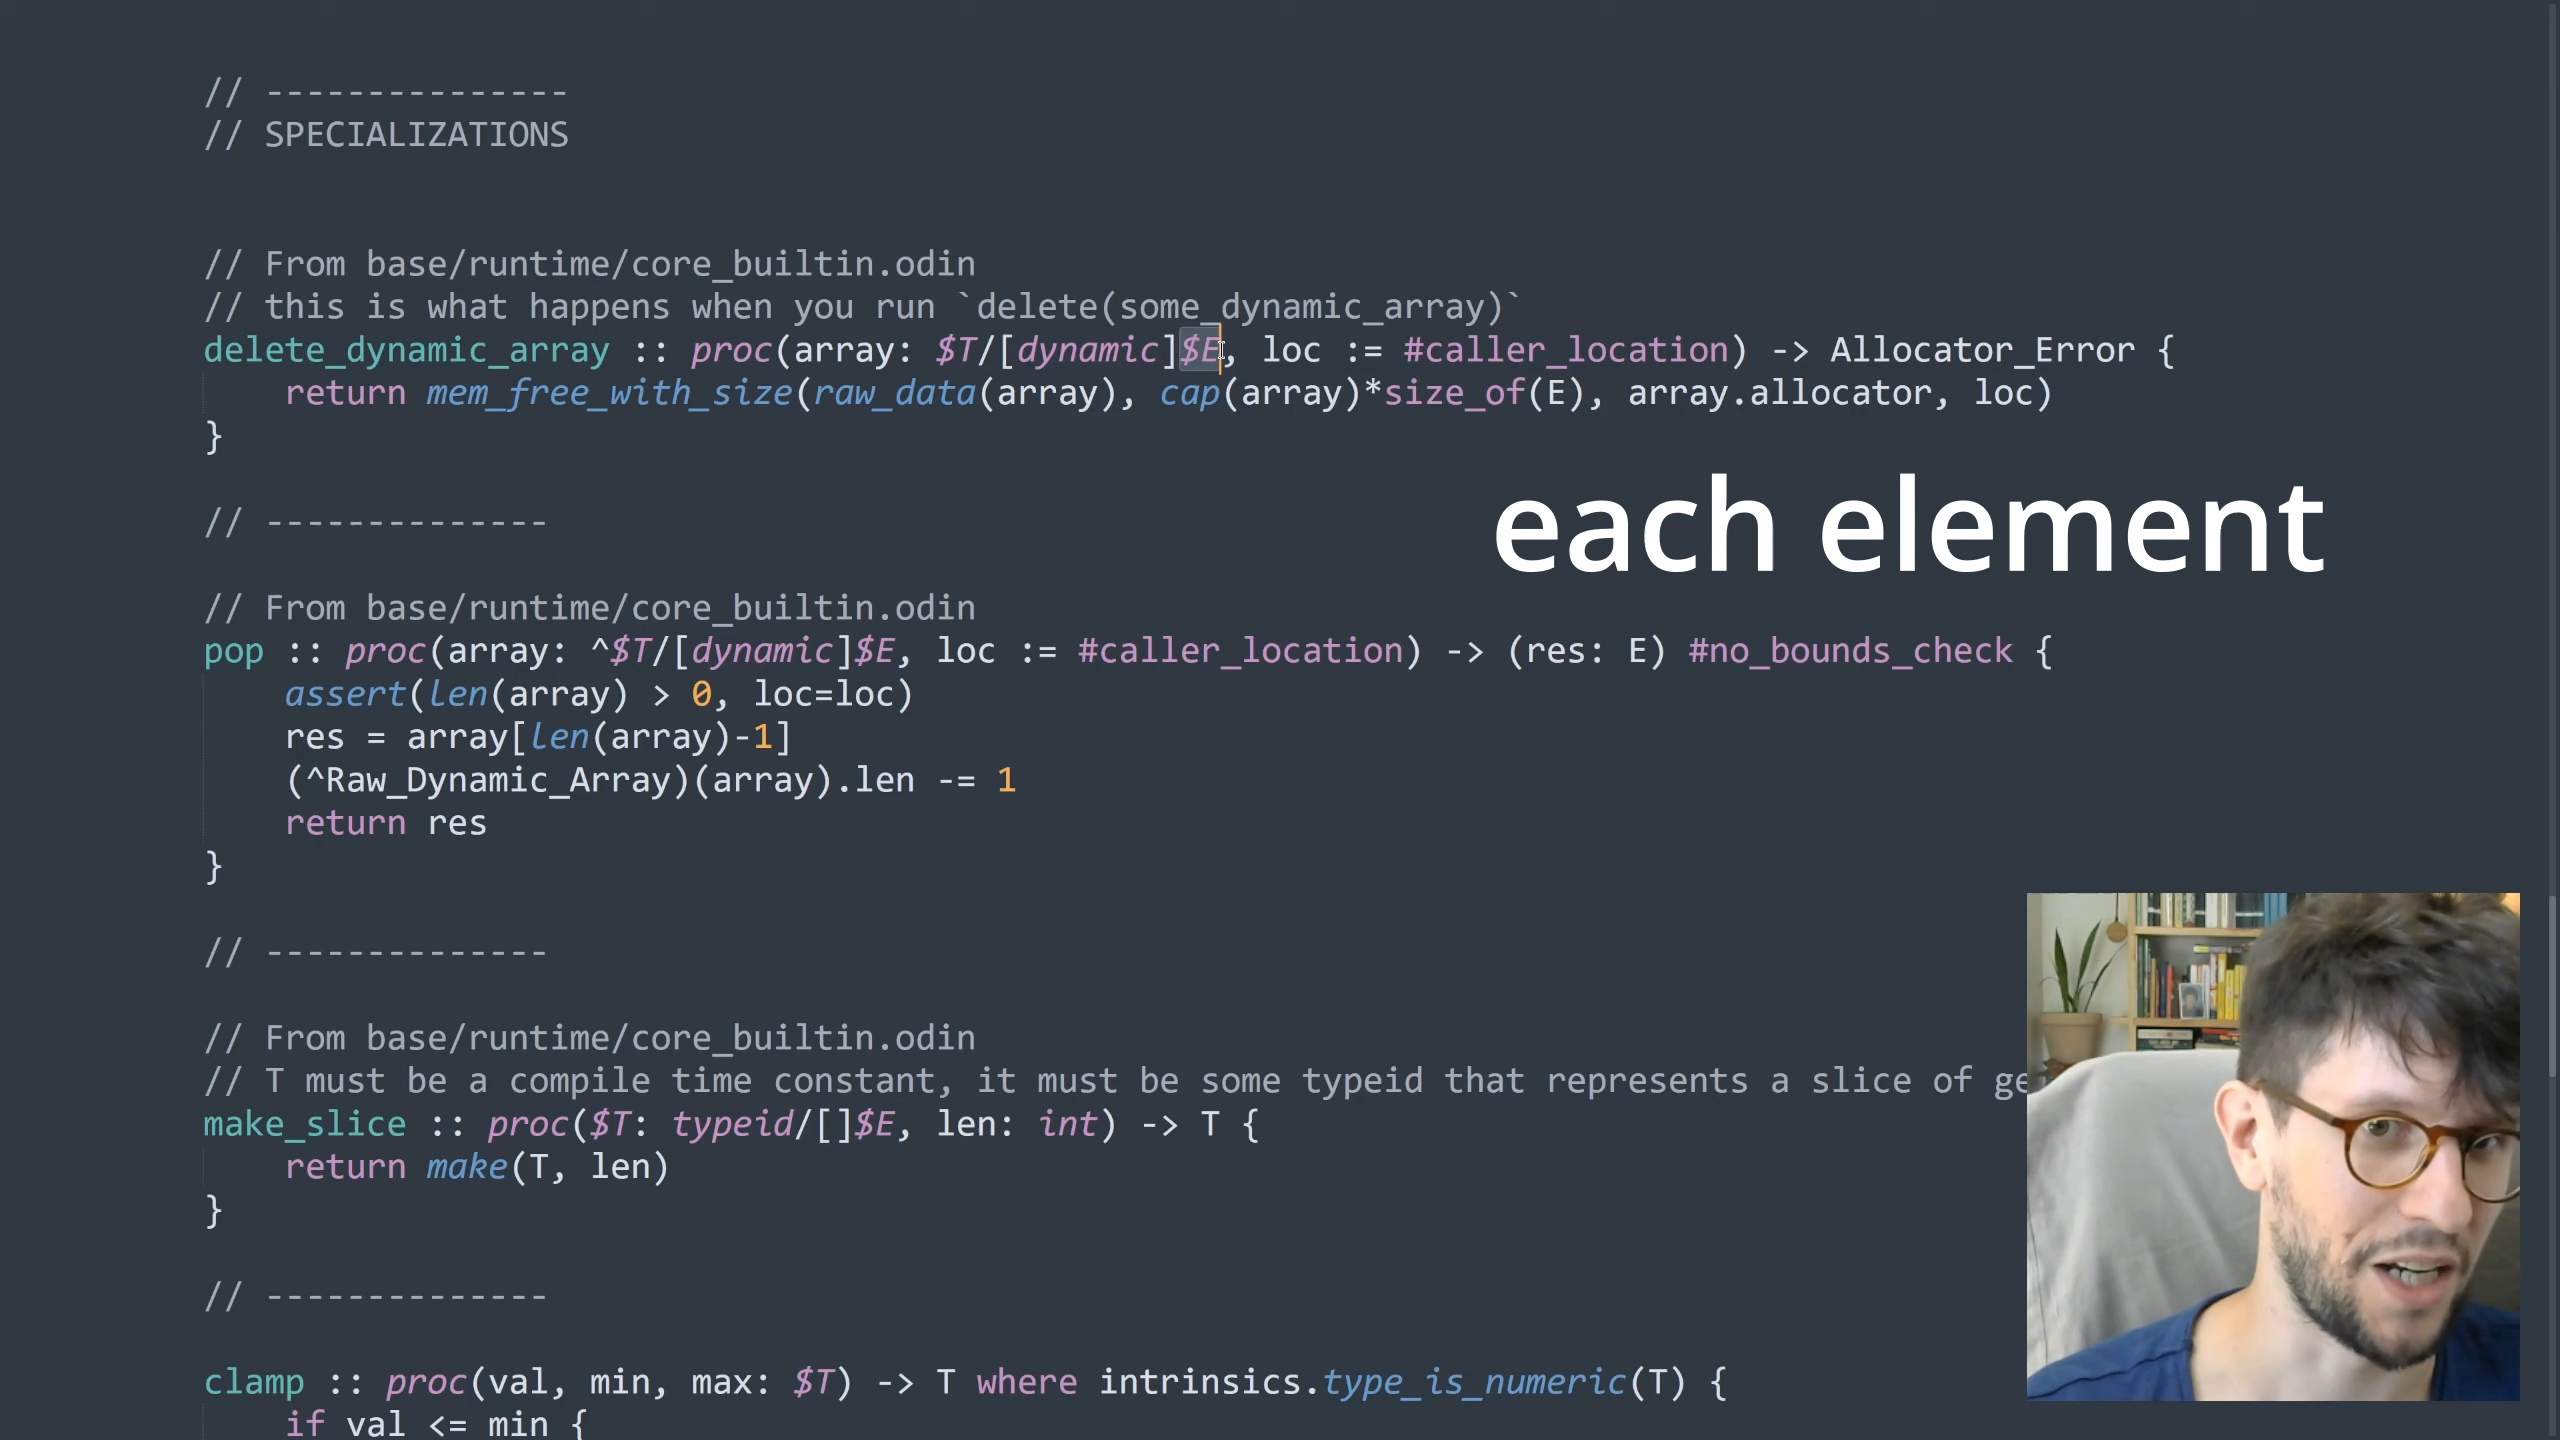 // ---------------
// SPECIALIZATIONS
// From base/runtime/core_builtin.odin
// this is what happens when you run `delete(some_dynamic_array)`
delete_dynamic_array :: proc(array: $T/[dynamic]$E, loc := #caller_location) -> Allocator_Error {
return mem_free_with_size(raw_data(array), cap(array)*size_of(E), array.allocator, loc)
}
each element
// --------------
// From base/runtime/core_builtin.odin
pop :: proc(array: ^$T/[dynamic]$E, loc := #caller_location) -> (res: E) #no_bounds_check {
assert(len(array) > 0, loc=loc)
res = array[len(array)-1]
(^Raw_Dynamic_Array)(array).len -= 1
return res
}
// --------------
// From base/runtime/core_builtin.odin
// T must be a compile time constant, it must be some typeid that represents a slice of
make_slice :: proc($T: typeid/[]$E, len: int) -> T {
return make(T, len)
}
// --------------
clamp :: proc(val, min, max: $T) -> T where intrinsics.type_is_numeric(T) {
if val <= min {